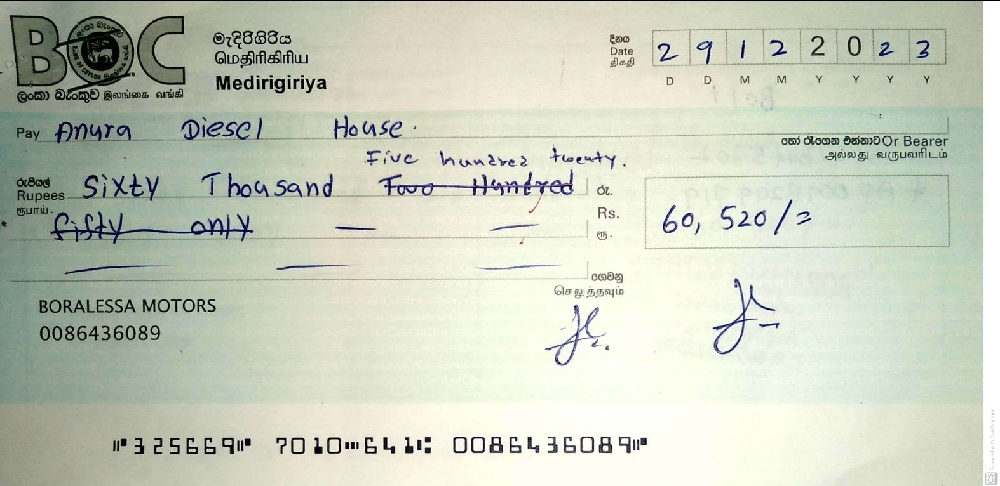 BOC
ලංකා බැංකුව இலங்கை வங்கி
මැදිරිගිරිය
மெதிரிகிரிய
Medirigiriya
දිනය
Date
திகதி
2 9 1 2 2 0 2 3
D D M M Y Y Y Y
Pay Anura Diesel House.
හෝ රැගෙන එන්නාට Or Bearer
அல்லது வருபவரிடம்
Five hundred twenty.
රුපියල්
Rupees Sixty Thousand Two Hundred
ரூபாய்.
fifty only
රු.
Rs.
ரூ.
60,520/=
ගෙවනු
செலுத்தவும்
BORALESSA MOTORS
0086436089
⑈325669⑈ 7010⑉641⑆ 0086436089⑈